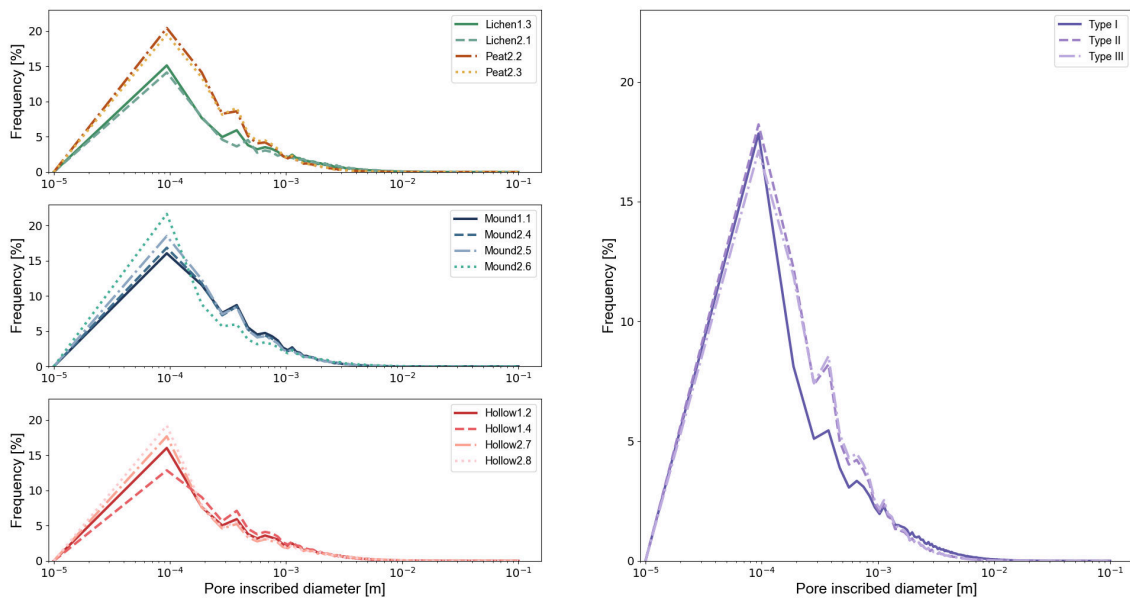 Frequency [%]
20
15
10
5
0
10⁻⁵ 10⁻⁴ 10⁻³ 10⁻² 10⁻¹
Lichen1.3
Lichen2.1
Peat2.2
Peat2.3
Frequency [%]
20
15
10
5
0
10⁻⁵ 10⁻⁴ 10⁻³ 10⁻² 10⁻¹
Mound1.1
Mound2.4
Mound2.5
Mound2.6
Frequency [%]
20
15
10
5
0
10⁻⁵ 10⁻⁴ 10⁻³ 10⁻² 10⁻¹
Pore inscribed diameter [m]
Hollow1.2
Hollow1.4
Hollow2.7
Hollow2.8
Frequency [%]
20
15
10
5
0
10⁻⁵ 10⁻⁴ 10⁻³ 10⁻² 10⁻¹
Pore inscribed diameter [m]
Type I
Type II
Type III